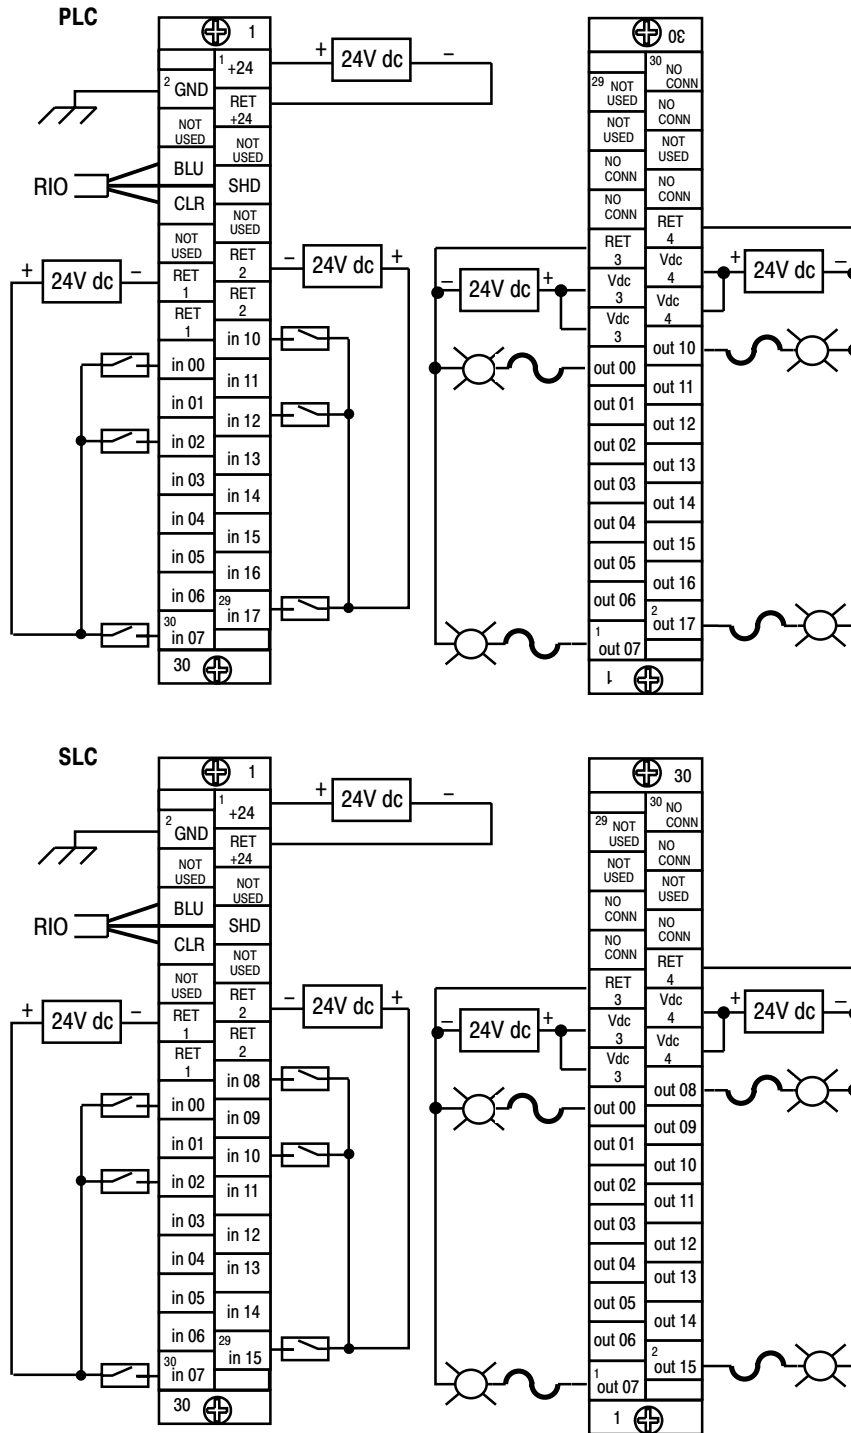 PLC
1
1
+24
+ 24V dc −
2
GND
RET
+24
NOT
USED
NOT
USED
BLU
RIO
SHD
CLR
NOT
USED
NOT
USED
RET
2
− 24V dc +
+ 24V dc −
RET
1
RET
2
RET
1
in 10
in 00
in 11
in 01
in 12
in 02
in 13
in 03
in 14
in 04
in 15
in 05
in 16
in 06
29
in 17
30
in 07
30
30
30
NO
CONN
29
NOT
USED
NO
CONN
NOT
USED
NOT
USED
NO
CONN
NO
CONN
NO
CONN
RET
4
RET
3
Vdc
4
+ 24V dc −
− 24V dc +
Vdc
3
Vdc
4
Vdc
3
out 10
out 00
out 11
out 01
out 12
out 02
out 13
out 03
out 14
out 04
out 15
out 05
out 16
out 06
2
out 17
1
out 07
1
SLC
1
1
+24
+ 24V dc −
2
GND
RET
+24
NOT
USED
NOT
USED
BLU
RIO
SHD
CLR
NOT
USED
NOT
USED
RET
2
− 24V dc +
+ 24V dc −
RET
1
RET
2
RET
1
in 08
in 00
in 09
in 01
in 10
in 02
in 11
in 03
in 12
in 04
in 13
in 05
in 14
in 06
29
in 15
30
in 07
30
30
30
NO
CONN
29
NOT
USED
NO
CONN
NOT
USED
NOT
USED
NO
CONN
NO
CONN
NO
CONN
RET
4
RET
3
Vdc
4
+ 24V dc −
− 24V dc +
Vdc
3
Vdc
4
Vdc
3
out 08
out 00
out 09
out 01
out 10
out 02
out 11
out 03
out 12
out 04
out 13
out 05
out 14
out 06
2
out 15
1
out 07
1